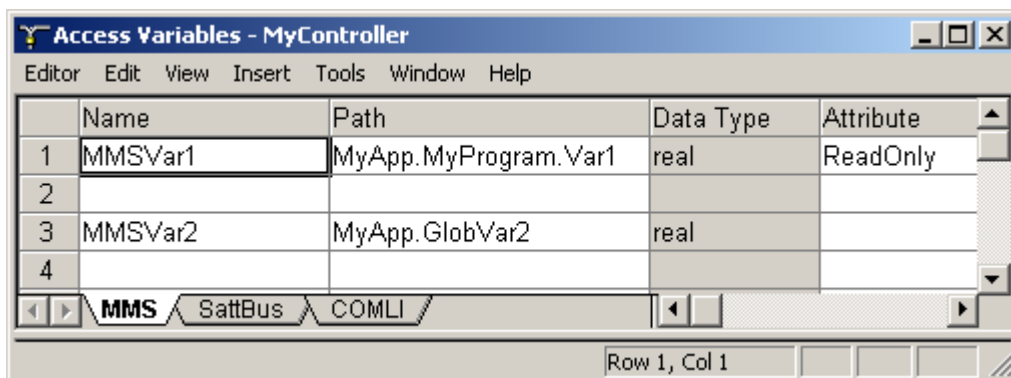 Access Variables - MyController
Editor Edit View Insert Tools Window Help
Name Path Data Type Attribute
1 MMSVar1 MyApp.MyProgram.Var1 real ReadOnly
2
3 MMSVar2 MyApp.GlobVar2 real
4
MMS SattBus COMLI
Row 1, Col 1